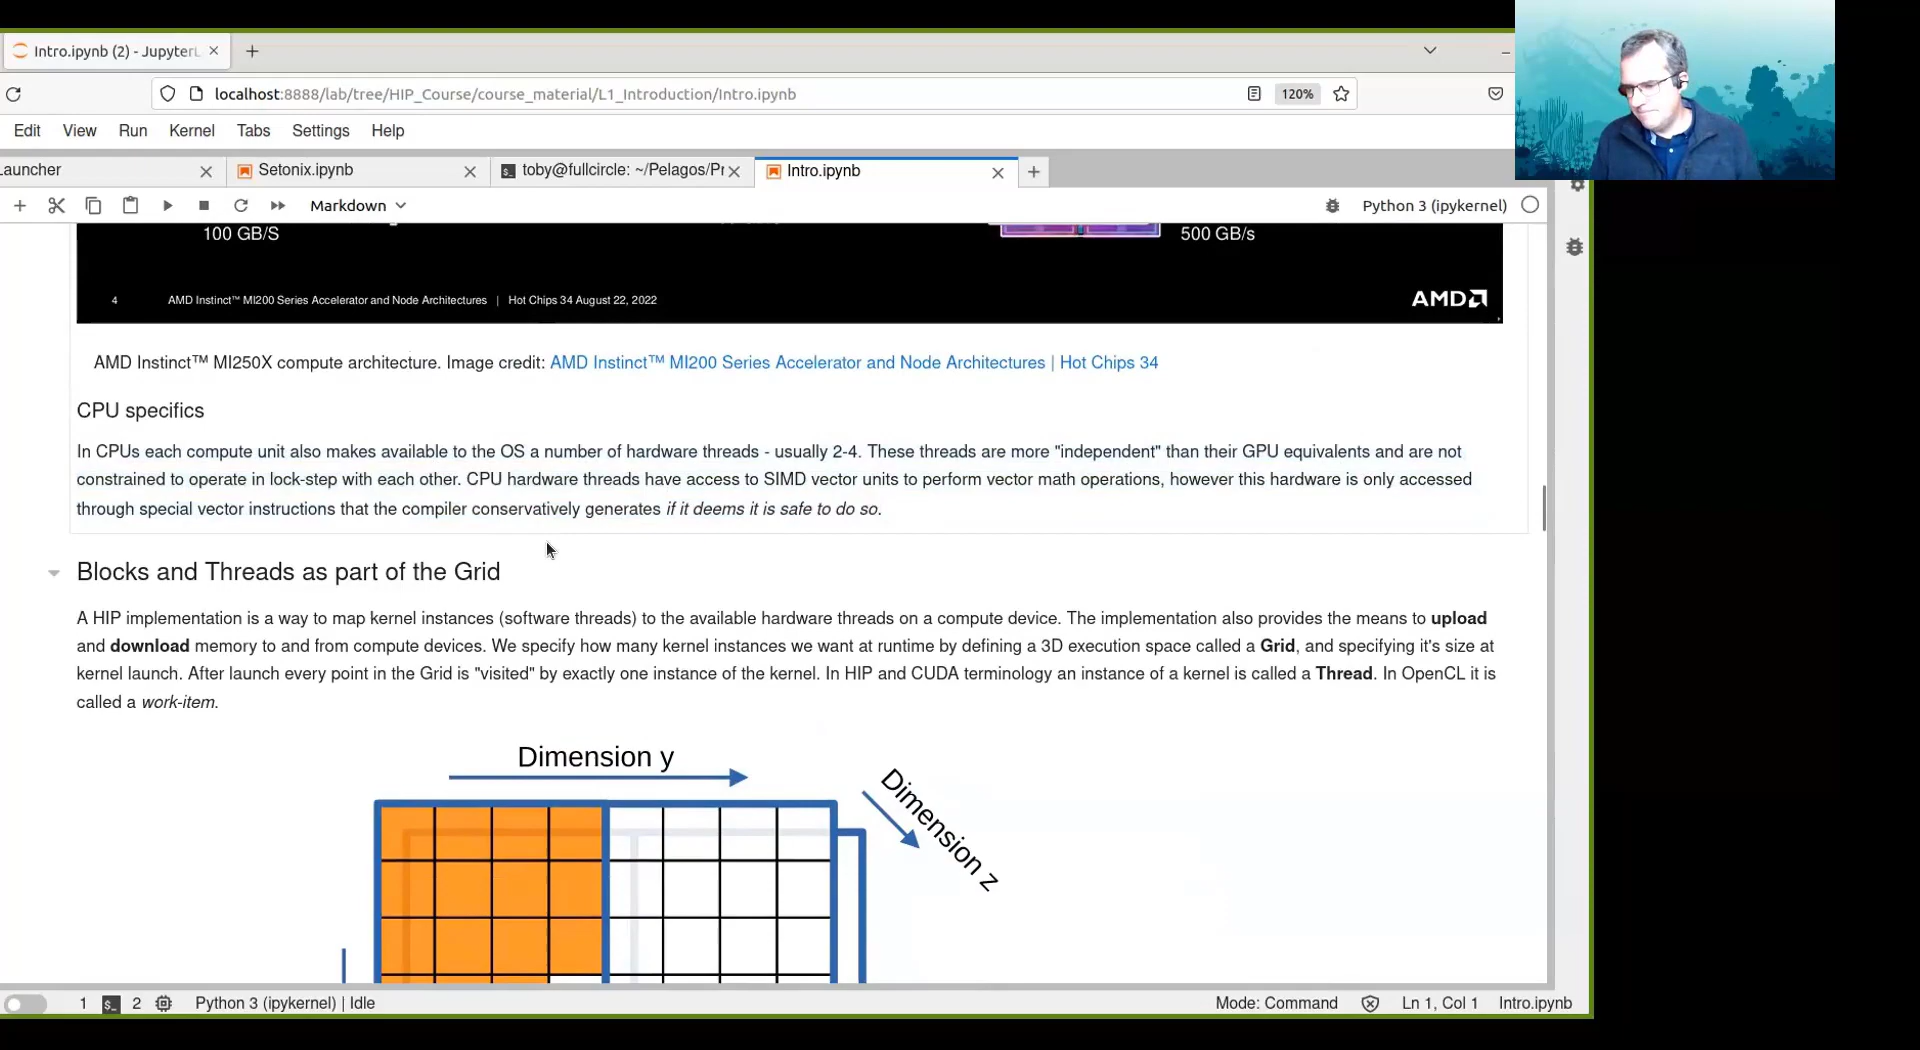 Intro.ipynb (2) - JupyterL
localhost:8888/lab/tree/HIP_Course/course_material/L1_Introduction/Intro.ipynb
120%
Edit View Run Kernel Tabs Settings Help
Launcher
Setonix.ipynb
toby@fullcircle: ~/Pelagos/Pr
Intro.ipynb
Markdown
Python 3 (ipykernel)
100 GB/S
500 GB/s
4 AMD Instinct™ MI200 Series Accelerator and Node Architectures | Hot Chips 34 August 22, 2022
AMD
AMD Instinct™ MI250X compute architecture. Image credit: AMD Instinct™ MI200 Series Accelerator and Node Architectures | Hot Chips 34
CPU specifics
In CPUs each compute unit also makes available to the OS a number of hardware threads - usually 2-4. These threads are more "independent" than their GPU equivalents and are not
constrained to operate in lock-step with each other. CPU hardware threads have access to SIMD vector units to perform vector math operations, however this hardware is only accessed
through special vector instructions that the compiler conservatively generates if it deems it is safe to do so.
Blocks and Threads as part of the Grid
A HIP implementation is a way to map kernel instances (software threads) to the available hardware threads on a compute device. The implementation also provides the means to upload
and download memory to and from compute devices. We specify how many kernel instances we want at runtime by defining a 3D execution space called a Grid, and specifying it's size at
kernel launch. After launch every point in the Grid is "visited" by exactly one instance of the kernel. In HIP and CUDA terminology an instance of a kernel is called a Thread. In OpenCL it is
called a work-item.
Dimension y
Dimension z
1 2 Python 3 (ipykernel) | Idle
Mode: Command Ln 1, Col 1 Intro.ipynb